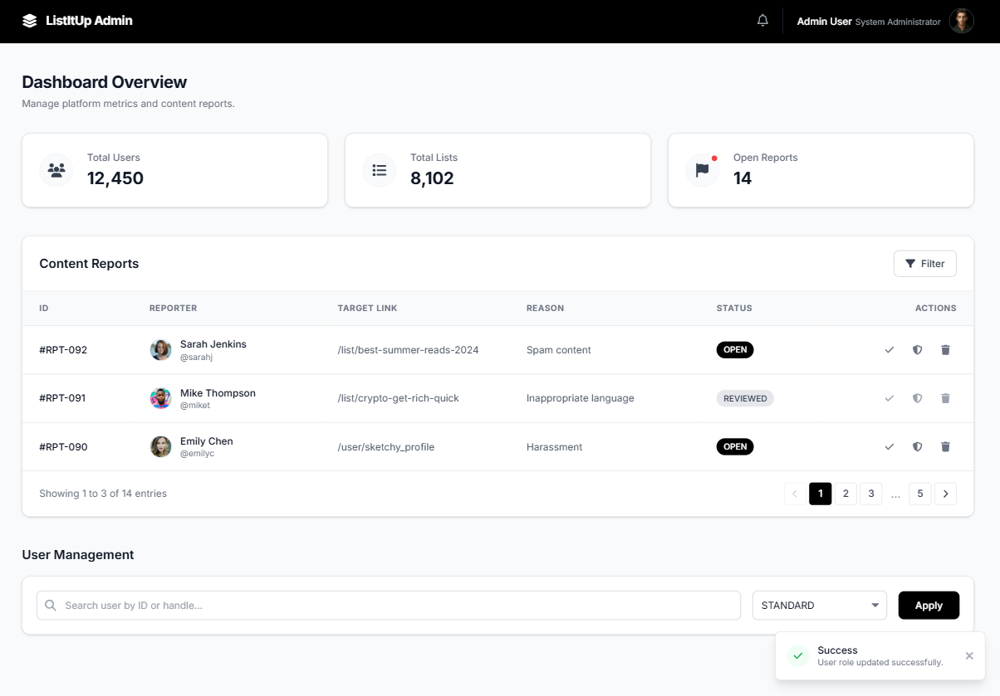 ListItUp Admin
Admin User System Administrator
Dashboard Overview
Manage platform metrics and content reports.
Total Users
12,450
Total Lists
8,102
Open Reports
14
Content Reports
Filter
ID REPORTER TARGET LINK REASON STATUS ACTIONS
#RPT-092 Sarah Jenkins @sarahj /list/best-summer-reads-2024 Spam content OPEN
#RPT-091 Mike Thompson @miket /list/crypto-get-rich-quick Inappropriate language REVIEWED
#RPT-090 Emily Chen @emilyc /user/sketchy_profile Harassment OPEN
Showing 1 to 3 of 14 entries
1 2 3 ... 5
User Management
Search user by ID or handle...
STANDARD
Apply
Success
User role updated successfully.